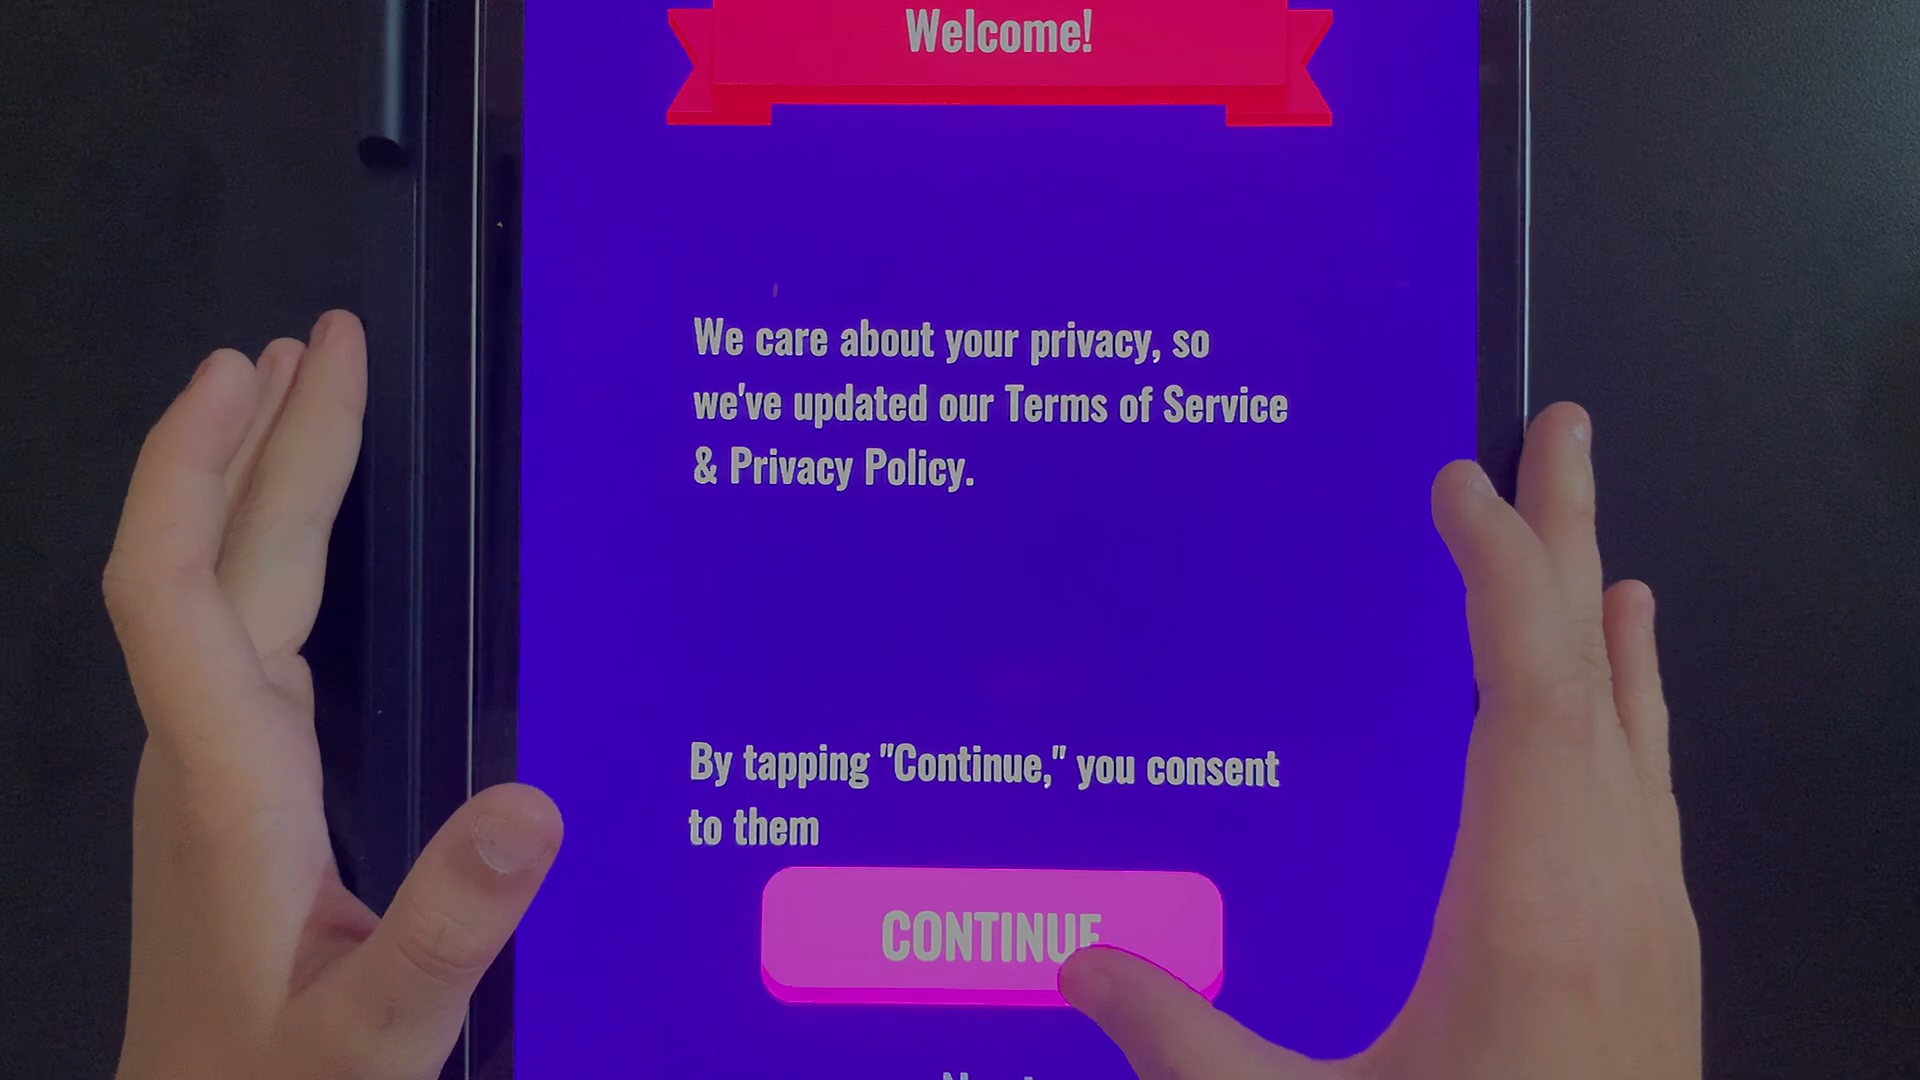 Welcome!
We care about your privacy, so
we've updated our Terms of Service
& Privacy Policy.
By tapping "Continue," you consent
to them
CONTINUE